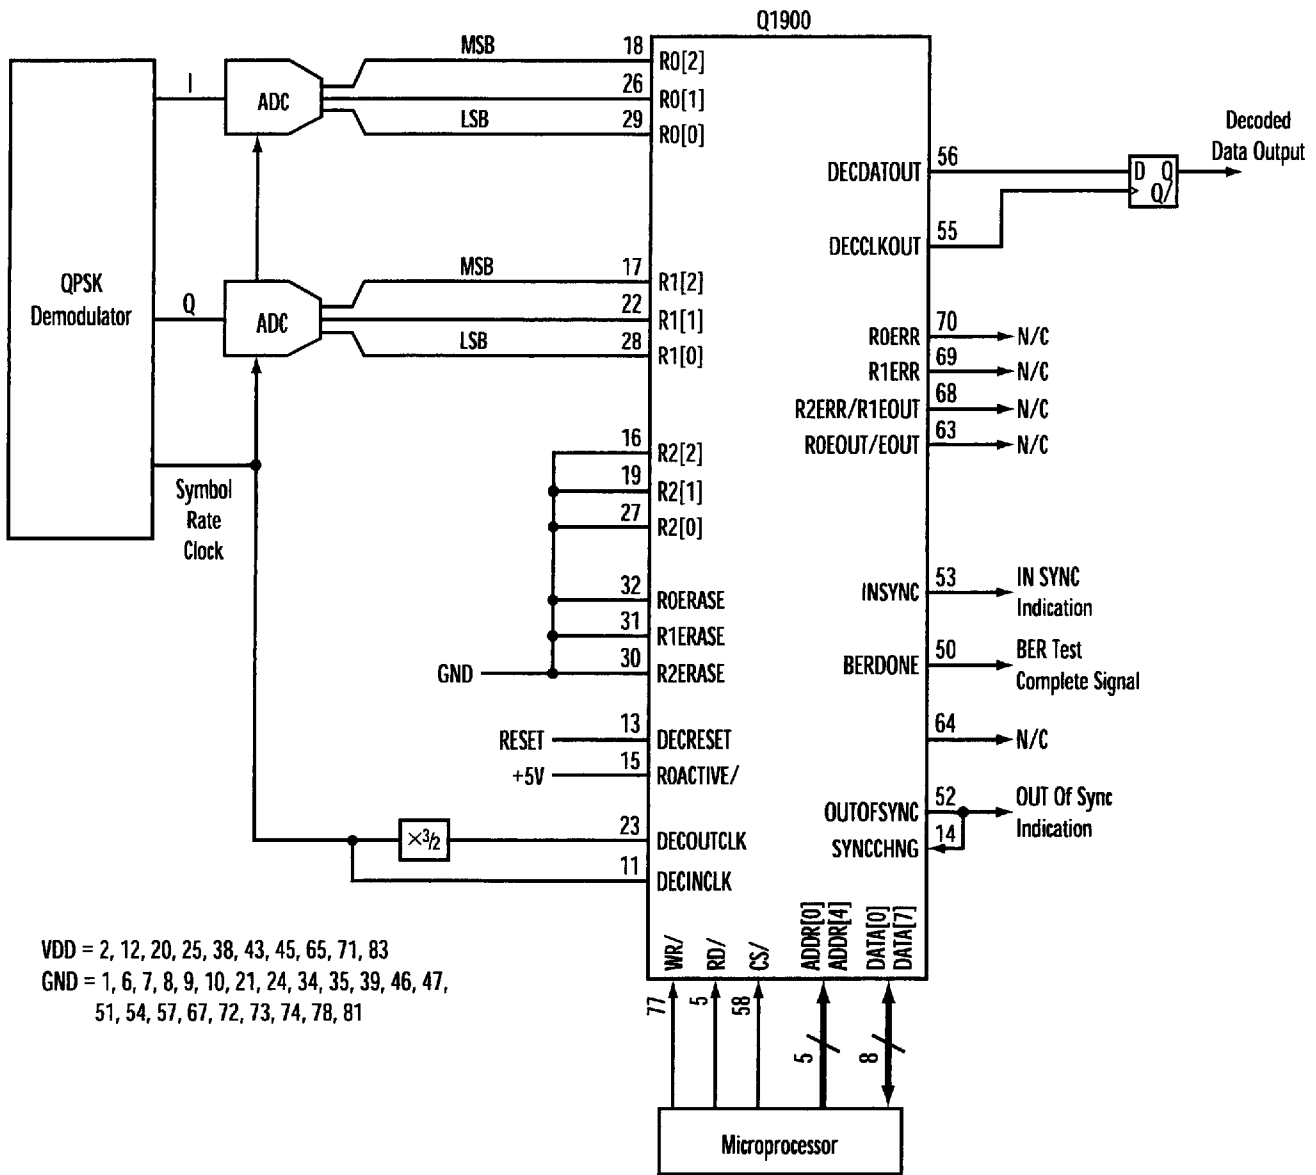 Q1900
QPSK
Demodulator
I
ADC
MSB
LSB
18
26
29
R0[2]
R0[1]
R0[0]
Q
ADC
MSB
LSB
17
22
28
R1[2]
R1[1]
R1[0]
Symbol
Rate
Clock
16
19
27
R2[2]
R2[1]
R2[0]
32
31
30
R0ERASE
R1ERASE
R2ERASE
GND
RESET
13
DECRESET
+5V
15
ROACTIVE/
×3/2
23
DECOUTCLK
11
DECINCLK
DECDATOUT
56
DECCLKOUT
55
D Q
Q/
Decoded
Data Output
R0ERR
70
N/C
R1ERR
69
N/C
R2ERR/R1EOUT
68
N/C
R0EOUT/EOUT
63
N/C
INSYNC
53
IN SYNC
Indication
BERDONE
50
BER Test
Complete Signal
64
N/C
OUTOFSYNC
52
OUT Of Sync
Indication
SYNCCHNG
14
WR/
RD/
CS/
ADDR[0]
ADDR[4]
DATA[0]
DATA[7]
77
5
58
5
8
Microprocessor
VDD = 2, 12, 20, 25, 38, 43, 45, 65, 71, 83
GND = 1, 6, 7, 8, 9, 10, 21, 24, 34, 35, 39, 46, 47,
51, 54, 57, 67, 72, 73, 74, 78, 81